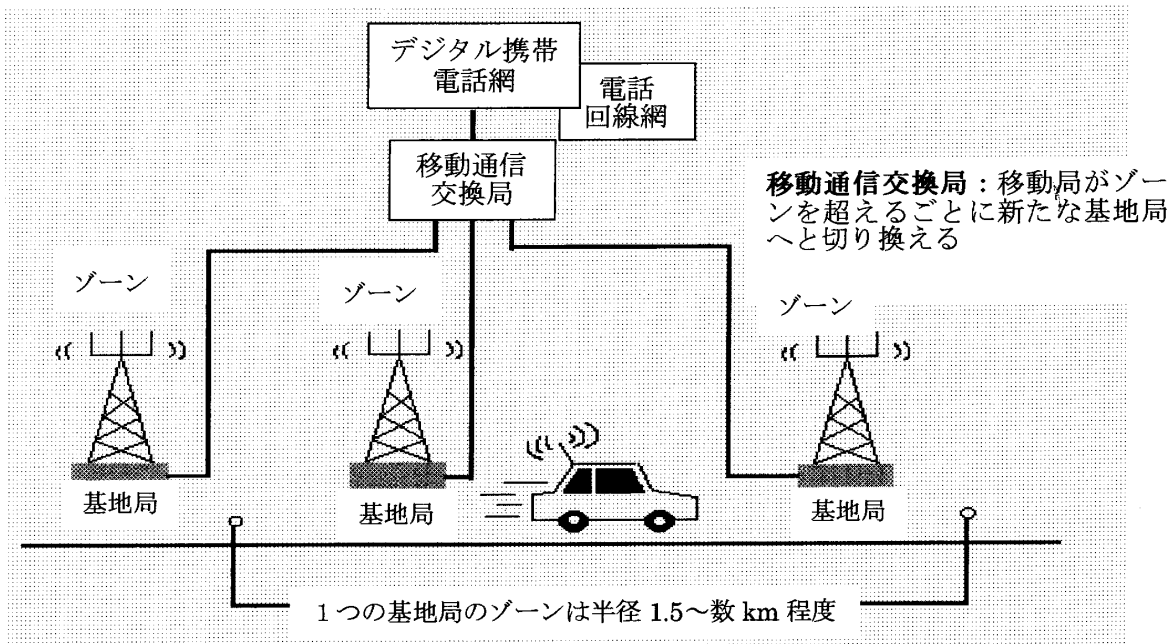 デジタル携帯
電話網
電話
回線網
移動通信
交換局
移動通信交換局：移動局がゾー
ンを超えるごとに新たな基地局
へと切り換える
ゾーン
ゾーン
ゾーン
基地局
基地局
基地局
１つの基地局のゾーンは半径 1.5～数 km 程度